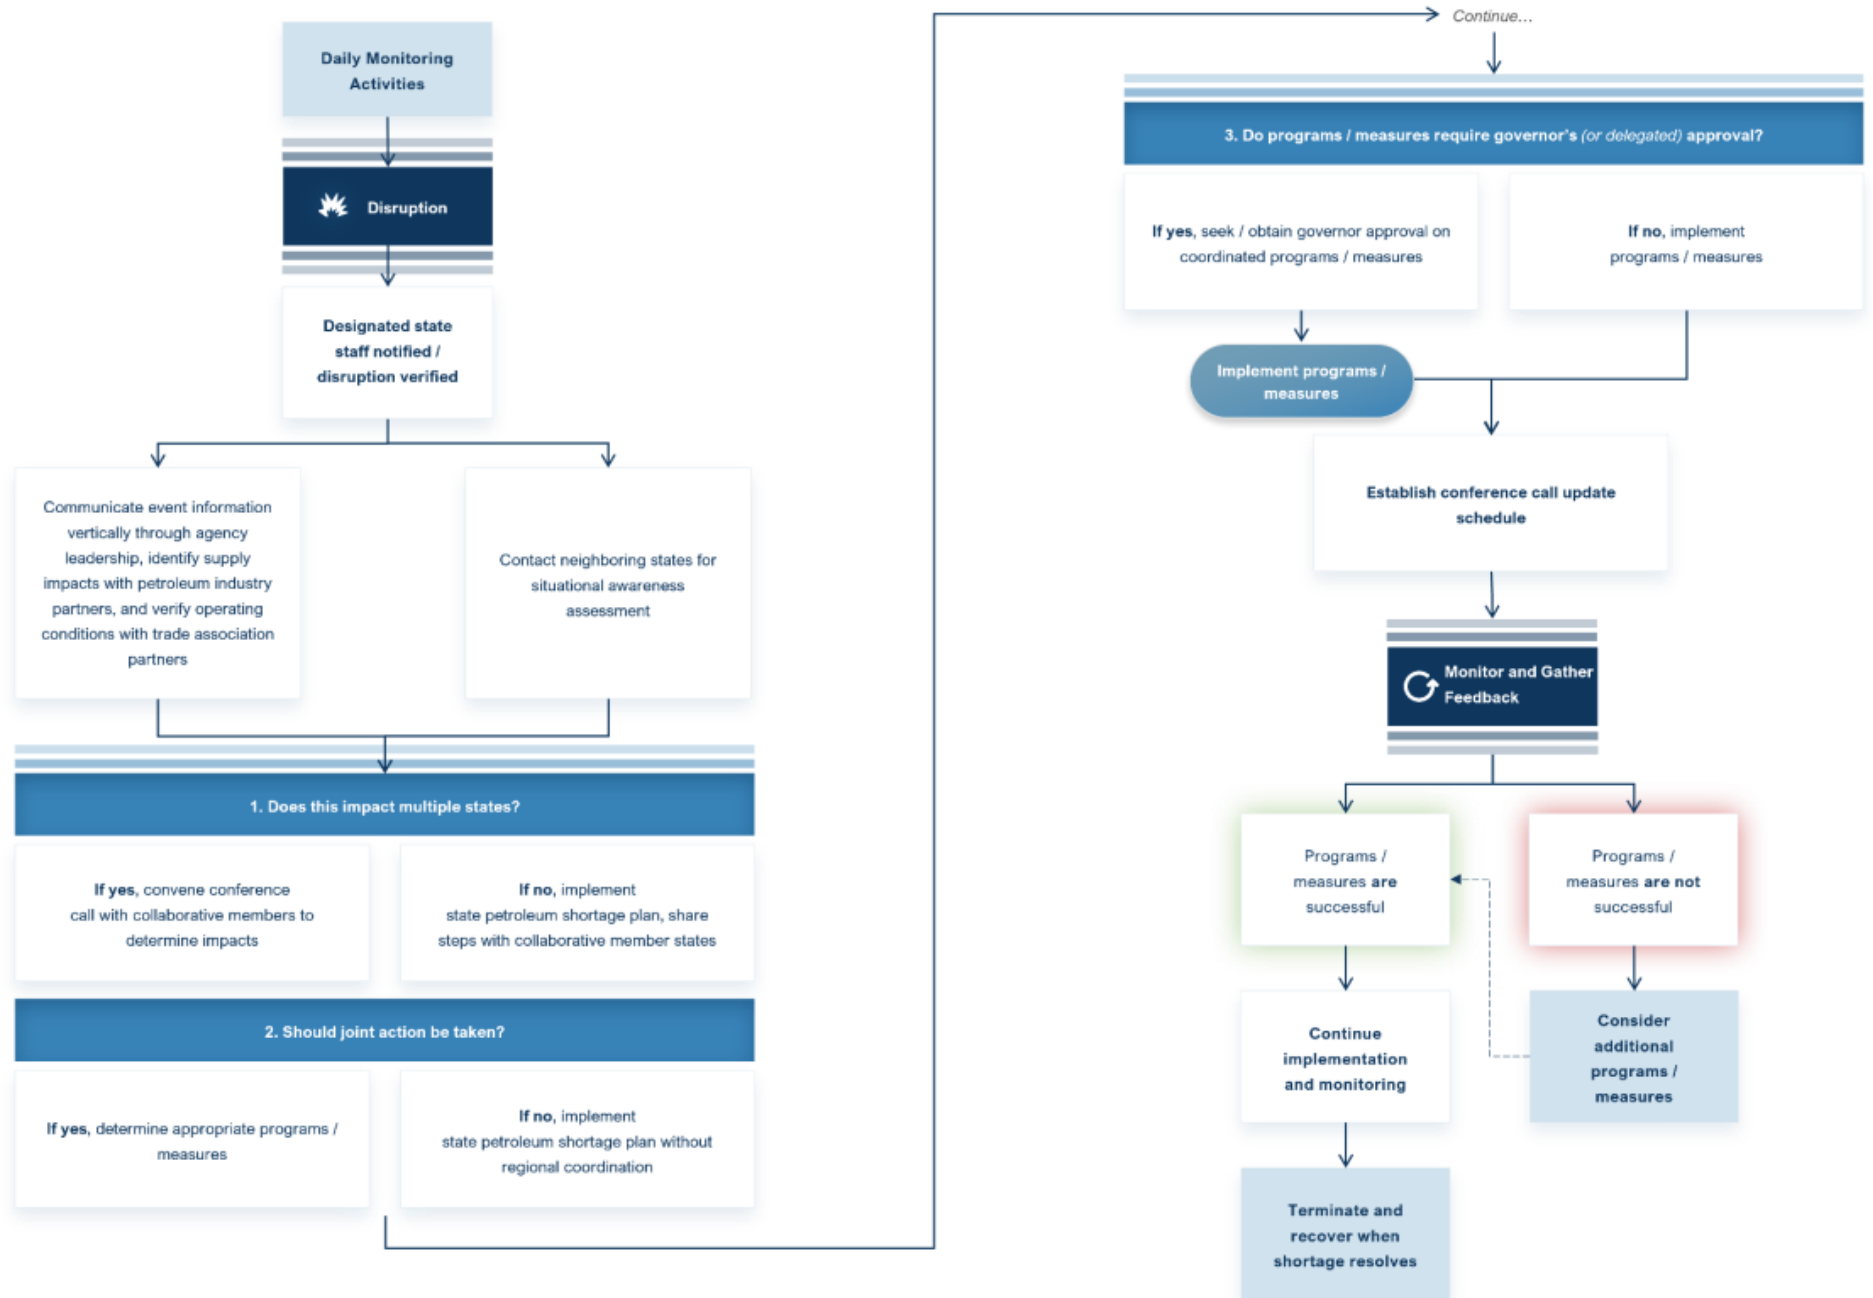 Daily Monitoring
Activities
Disruption
Designated state
staff notified /
disruption verified
Communicate event information
vertically through agency
leadership, identify supply
impacts with petroleum industry
partners, and verify operating
conditions with trade association
partners
Contact neighboring states for
situational awareness
assessment
1. Does this impact multiple states?
If yes, convene conference
call with collaborative members to
determine impacts
If no, implement
state petroleum shortage plan, share
steps with collaborative member states
2. Should joint action be taken?
If yes, determine appropriate programs /
measures
If no, implement
state petroleum shortage plan without
regional coordination
Continue...
3. Do programs / measures require governor's (or delegated) approval?
If yes, seek / obtain governor approval on
coordinated programs / measures
If no, implement
programs / measures
Implement programs /
measures
Establish conference call update
schedule
Monitor and Gather
Feedback
Programs /
measures are
successful
Programs /
measures are not
successful
Continue
implementation
and monitoring
Consider
additional
programs /
measures
Terminate and
recover when
shortage resolves